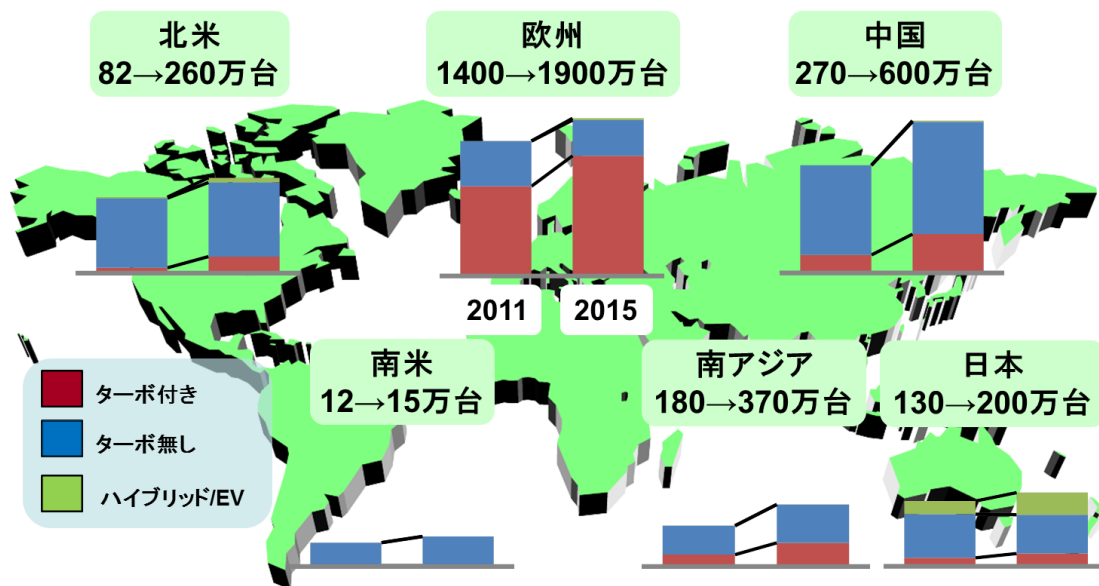 北米
82→260万台
欧州
1400→1900万台
中国
270→600万台
2011
2015
南米
12→15万台
南アジア
180→370万台
日本
130→200万台
ターボ付き
ターボ無し
ハイブリッド/EV